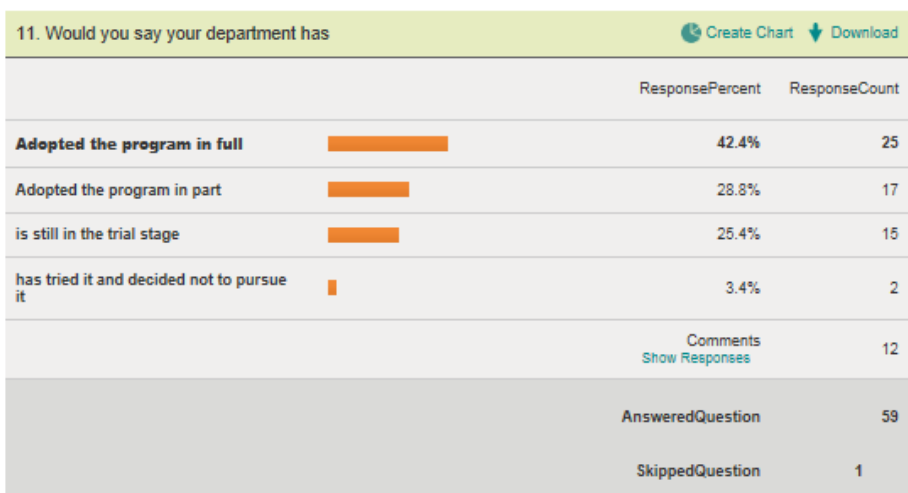 11. Would you say your department has Create Chart Download
ResponsePercent ResponseCount
Adopted the program in full 42.4% 25
Adopted the program in part 28.8% 17
is still in the trial stage 25.4% 15
has tried it and decided not to pursue
it 3.4% 2
Comments 12
Show Responses
AnsweredQuestion 59
SkippedQuestion 1